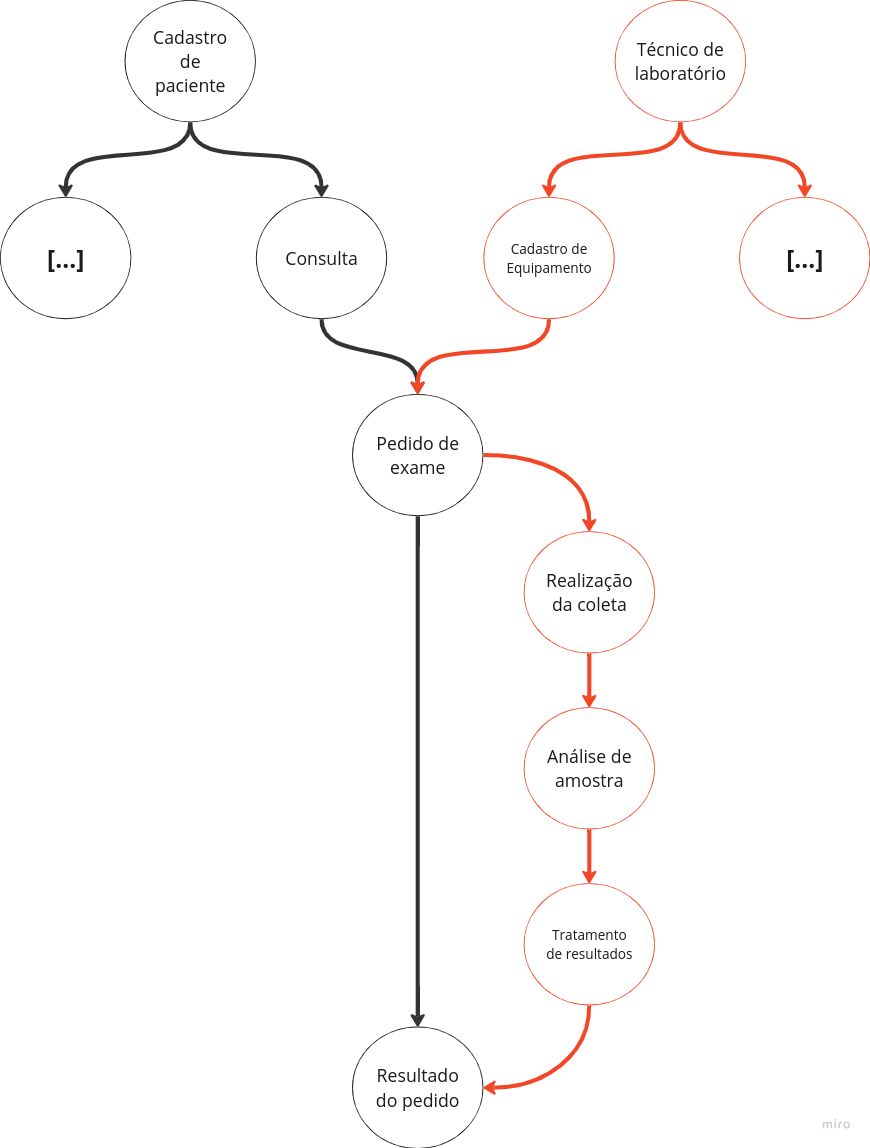 Cadastro
de
paciente
Técnico de
laboratório
[...]
Consulta
Cadastro de
Equipamento
[...]
Pedido de
exame
Realização
da coleta
Análise de
amostra
Tratamento
de resultados
Resultado
do pedido
miro